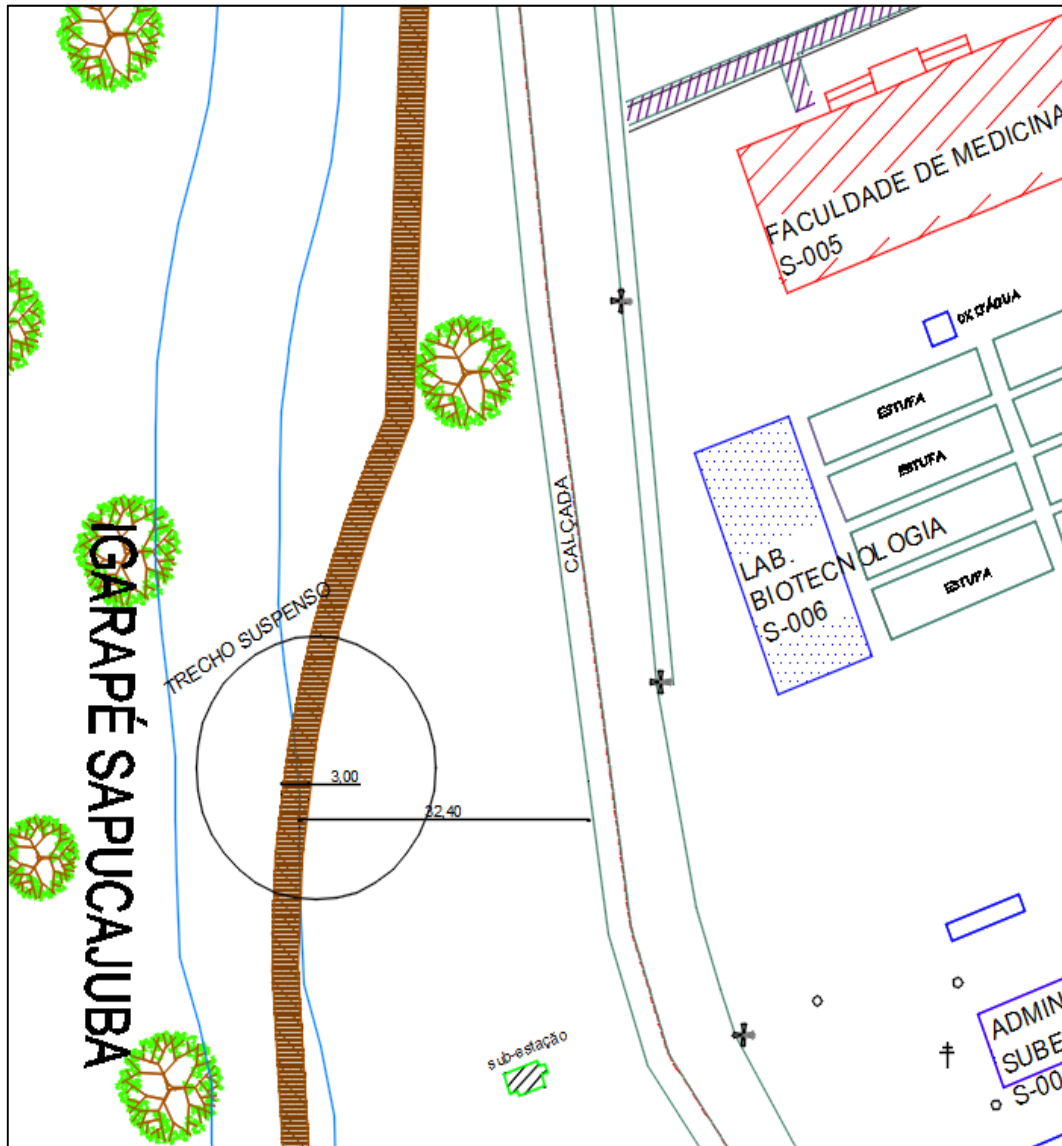 FACULDADE DE MEDICINA
S-005
CX D'ÁGUA
ESTUFA
ESTUFA
ESTUFA
CALÇADA
LAB.
BIOTECNOLOGIA
S-006
IGARAPÉ SAPUCAJUBA
TRECHO SUSPENSO
3,00
32,40
sub-estação
ADMIN
SUBE
S-00